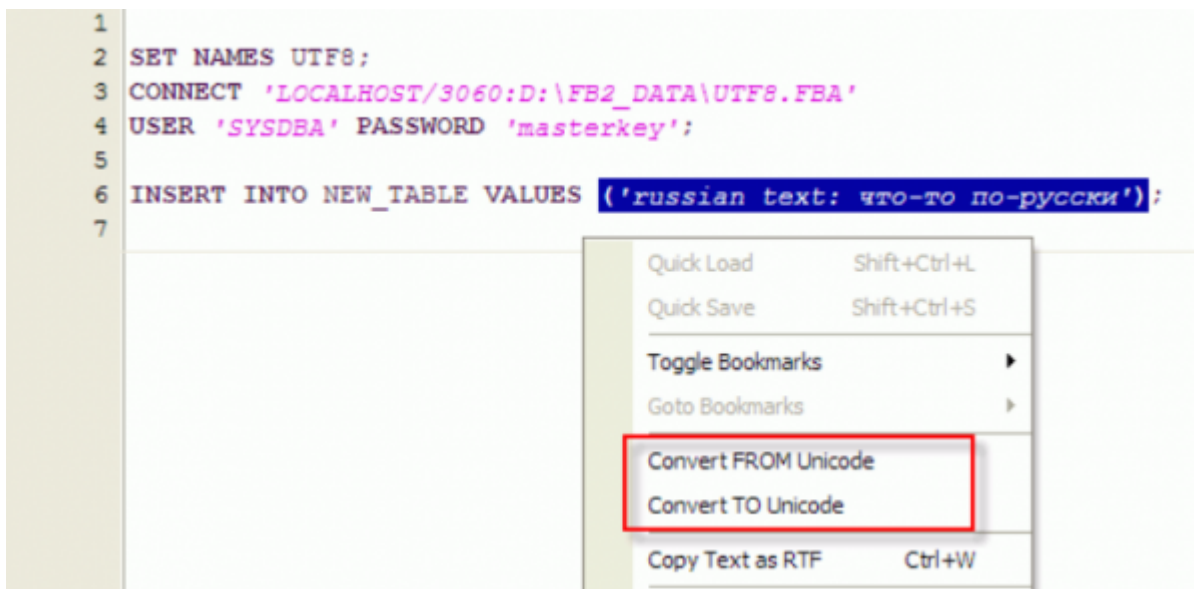 1
2 SET NAMES UTF8;
3 CONNECT 'LOCALHOST/3060:D:\FB2_DATA\UTF8.FBA'
4 USER 'SYSDBA' PASSWORD 'masterkey';
5
6 INSERT INTO NEW_TABLE VALUES ('russian text: что-то по-русски');
7
Quick Load Shift+Ctrl+L
Quick Save Shift+Ctrl+S
Toggle Bookmarks
Goto Bookmarks
Convert FROM Unicode
Convert TO Unicode
Copy Text as RTF Ctrl+W